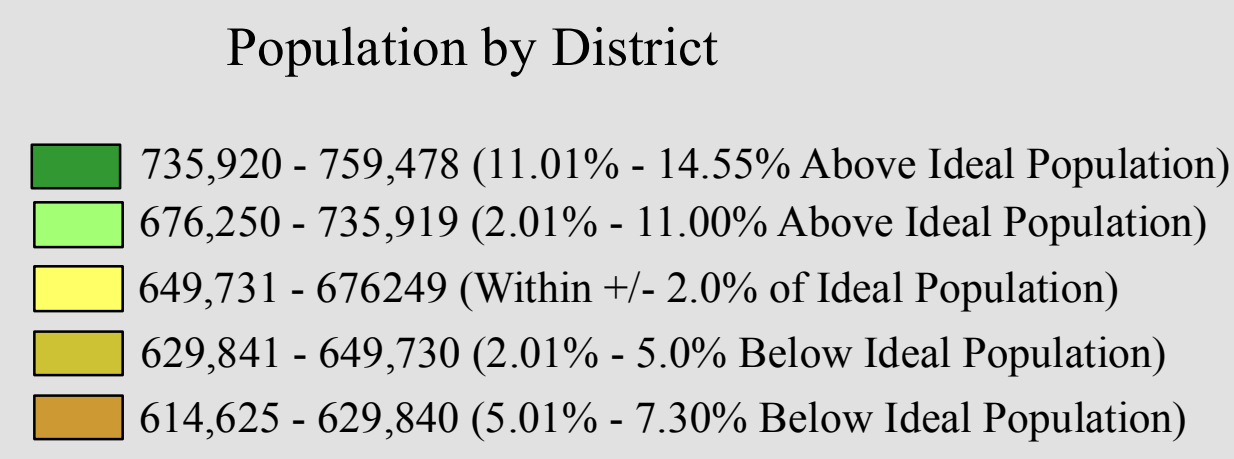 Population by District
735,920 - 759,478 (11.01% - 14.55% Above Ideal Population)
676,250 - 735,919 (2.01% - 11.00% Above Ideal Population)
649,731 - 676249 (Within +/- 2.0% of Ideal Population)
629,841 - 649,730 (2.01% - 5.0% Below Ideal Population)
614,625 - 629,840 (5.01% - 7.30% Below Ideal Population)